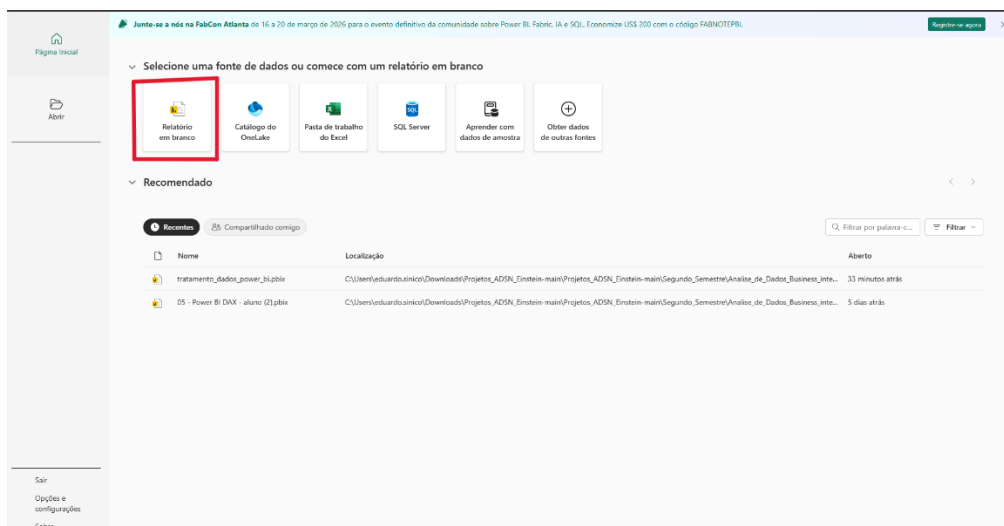 Junte-se a nós na FabCon Atlanta de 16 a 20 de março de 2026 para o evento definitivo da comunidade sobre Power BI, Fabric, IA e SQL. Economize US$ 200 com o código FABNOTEPBI.
Registre-se agora
Página Inicial
Abrir
Selecione uma fonte de dados ou comece com um relatório em branco
Relatório
em branco
Catálogo do
OneLake
Pasta de trabalho
do Excel
SQL Server
Aprender com
dados de amostra
Obter dados
de outras fontes
Recomendado
Recentes
Compartilhado comigo
Filtrar por palavra-c...
Filtrar
Nome
Localização
Aberto
tratamento_dados_power_bi.pbix
C:\Users\eduardo.sinico\Downloads\Projetos_ADSN_Einstein-main\Projetos_ADSN_Einstein-main\Segundo_Semestre\Analise_de_Dados_Business_inte...
33 minutos atrás
05 - Power BI DAX - aluno (2).pbix
C:\Users\eduardo.sinico\Downloads\Projetos_ADSN_Einstein-main\Projetos_ADSN_Einstein-main\Segundo_Semestre\Analise_de_Dados_Business_inte...
5 dias atrás
Sair
Opções e
configurações